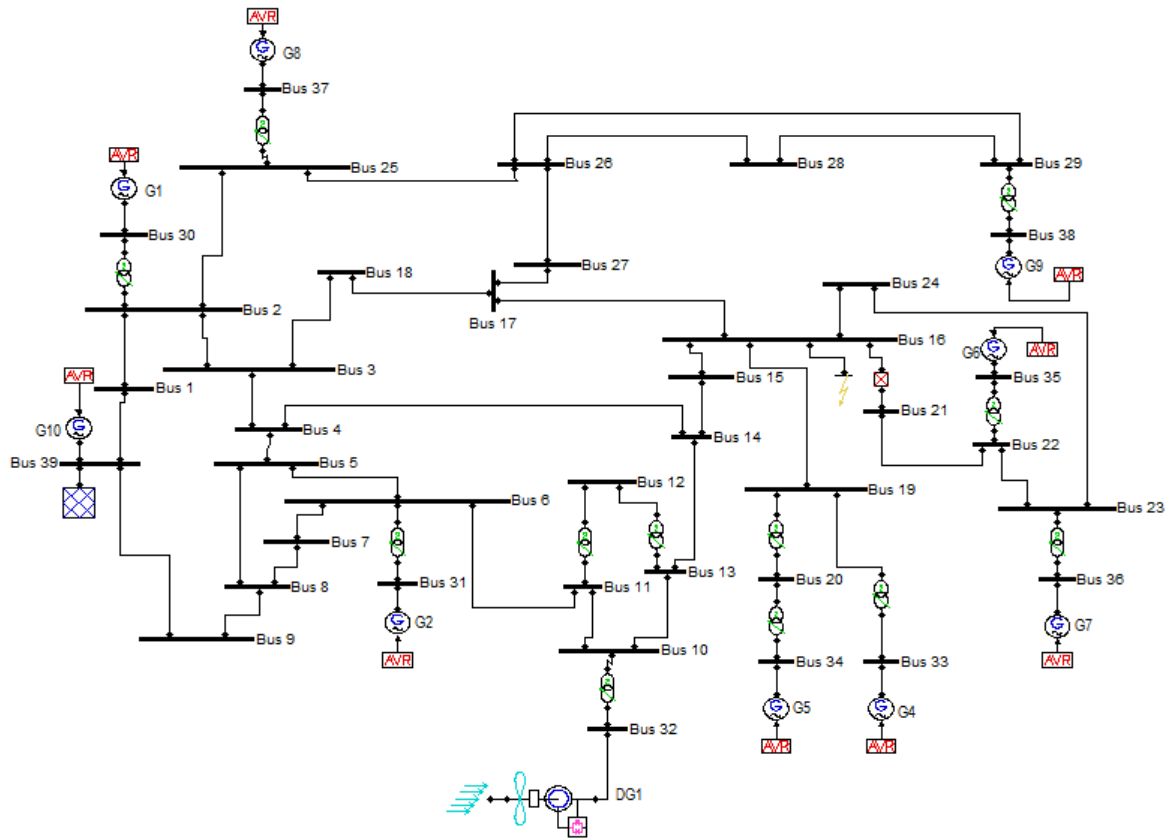 AVR
G8
Bus 37
Bus 25
Bus 26
Bus 28
Bus 29
AVR
G1
Bus 30
Bus 38
G9
AVR
Bus 27
Bus 18
Bus 17
Bus 24
Bus 2
Bus 16
G6
AVR
Bus 3
Bus 15
Bus 35
AVR
Bus 1
Bus 21
G10
Bus 4
Bus 14
Bus 22
Bus 39
Bus 5
Bus 12
Bus 19
Bus 6
Bus 23
Bus 7
Bus 13
Bus 8
Bus 31
Bus 11
Bus 20
Bus 36
G2
G7
Bus 9
Bus 10
AVR
Bus 34
Bus 33
AVR
G5
G4
Bus 32
AVR
AVR
DG1